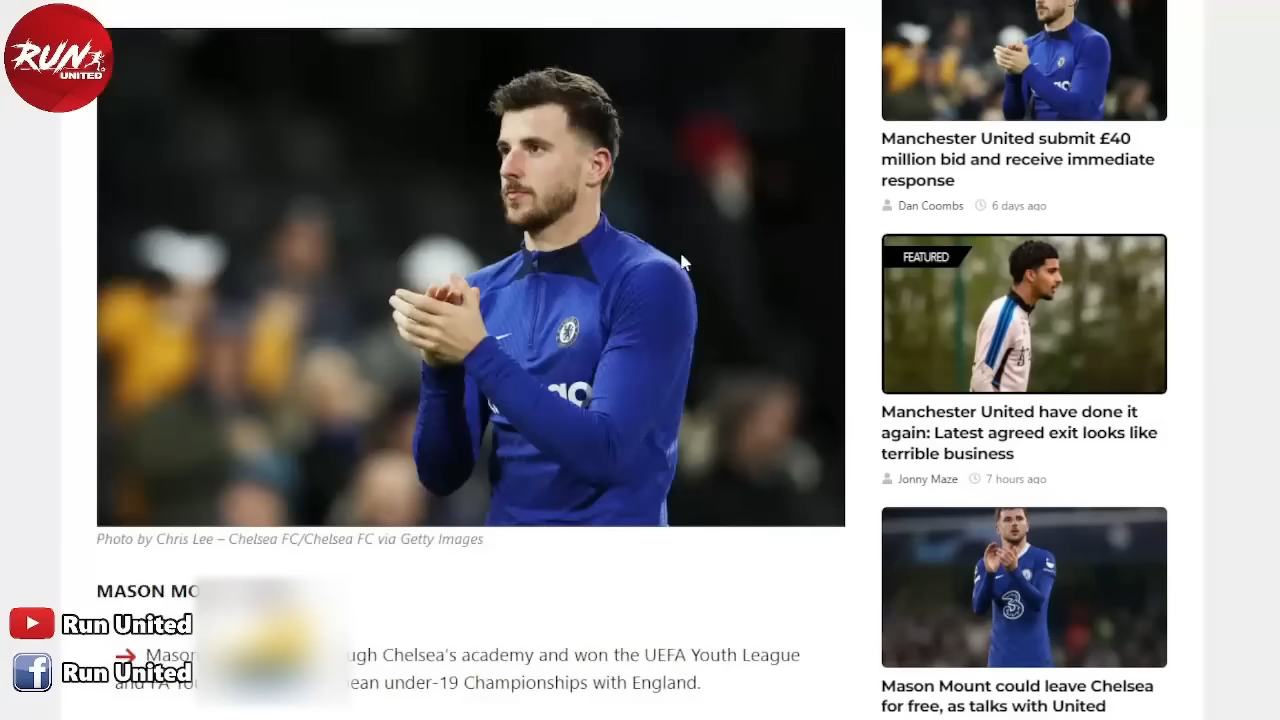 RUN
UNITED
Photo by Chris Lee – Chelsea FC/Chelsea FC via Getty Images
MASON MO
Run United
ugh Chelsea's academy and won the UEFA Youth League
Run United
ean under-19 Championships with England.
Manchester United submit £40
million bid and receive immediate
response
Dan Coombs 6 days ago
FEATURED
Manchester United have done it
again: Latest agreed exit looks like
terrible business
Jonny Maze 7 hours ago
3
Mason Mount could leave Chelsea
for free, as talks with United